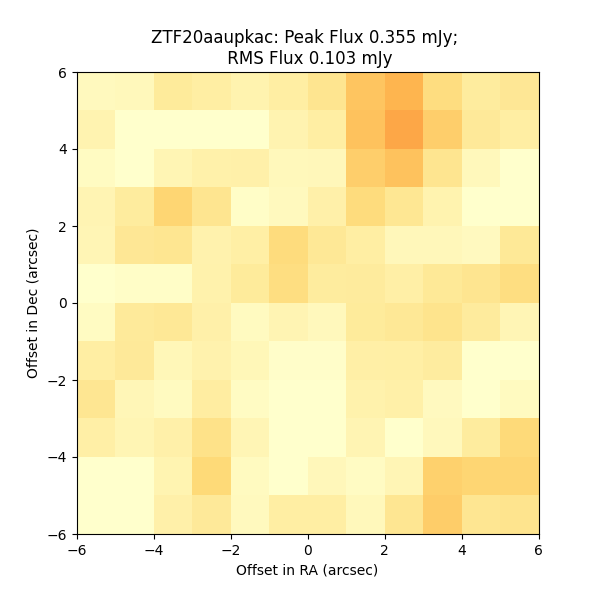 ZTF20aaupkac: Peak Flux 0.355 mJy;
RMS Flux 0.103 mJy
6
4
2
0
−2
−4
−6
Offset in Dec (arcsec)
−6 −4 −2 0 2 4 6
Offset in RA (arcsec)